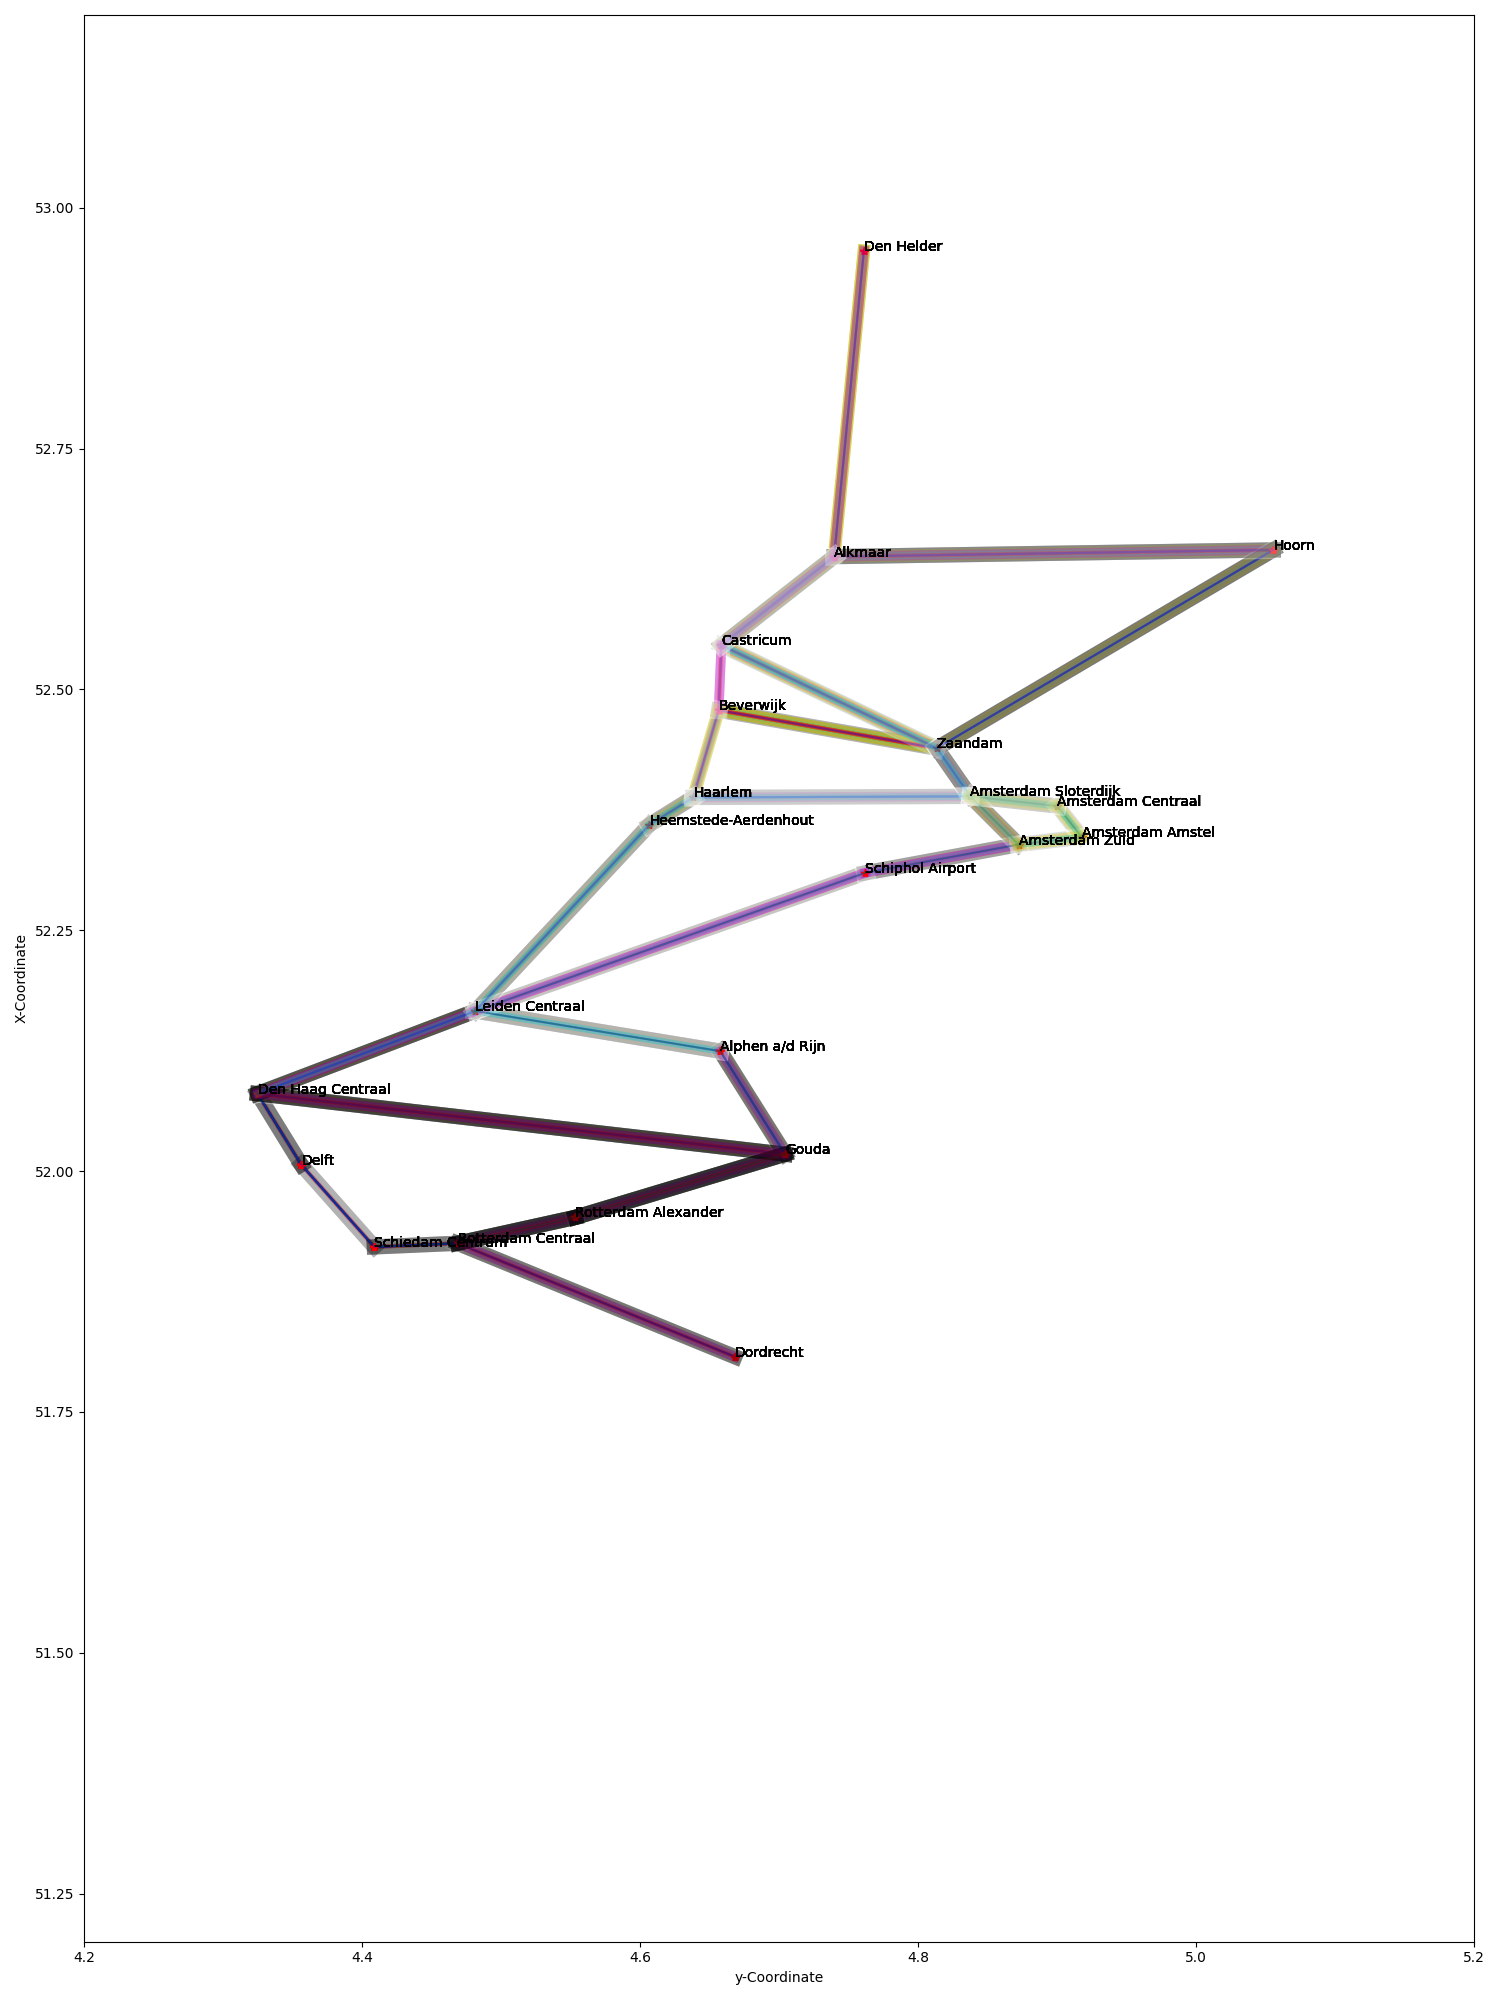 53.00
Den Helder
52.75
Alkmaar
Hoorn
Castricum
52.50
Beverwijk
Zaandam
Haarlem
Amsterdam Sloterdijk
Amsterdam Centraal
Heemstede-Aerdenhout
Amsterdam Amstel
Amsterdam Zuid
Schiphol Airport
52.25
X-Coordinate
Leiden Centraal
Alphen a/d Rijn
Den Haag Centraal
Gouda
Delft
52.00
Rotterdam Alexander
Rotterdam Centraal
Schiedam Centrum
Dordrecht
51.75
51.50
51.25
4.2
4.4
4.6
4.8
5.0
5.2
y-Coordinate